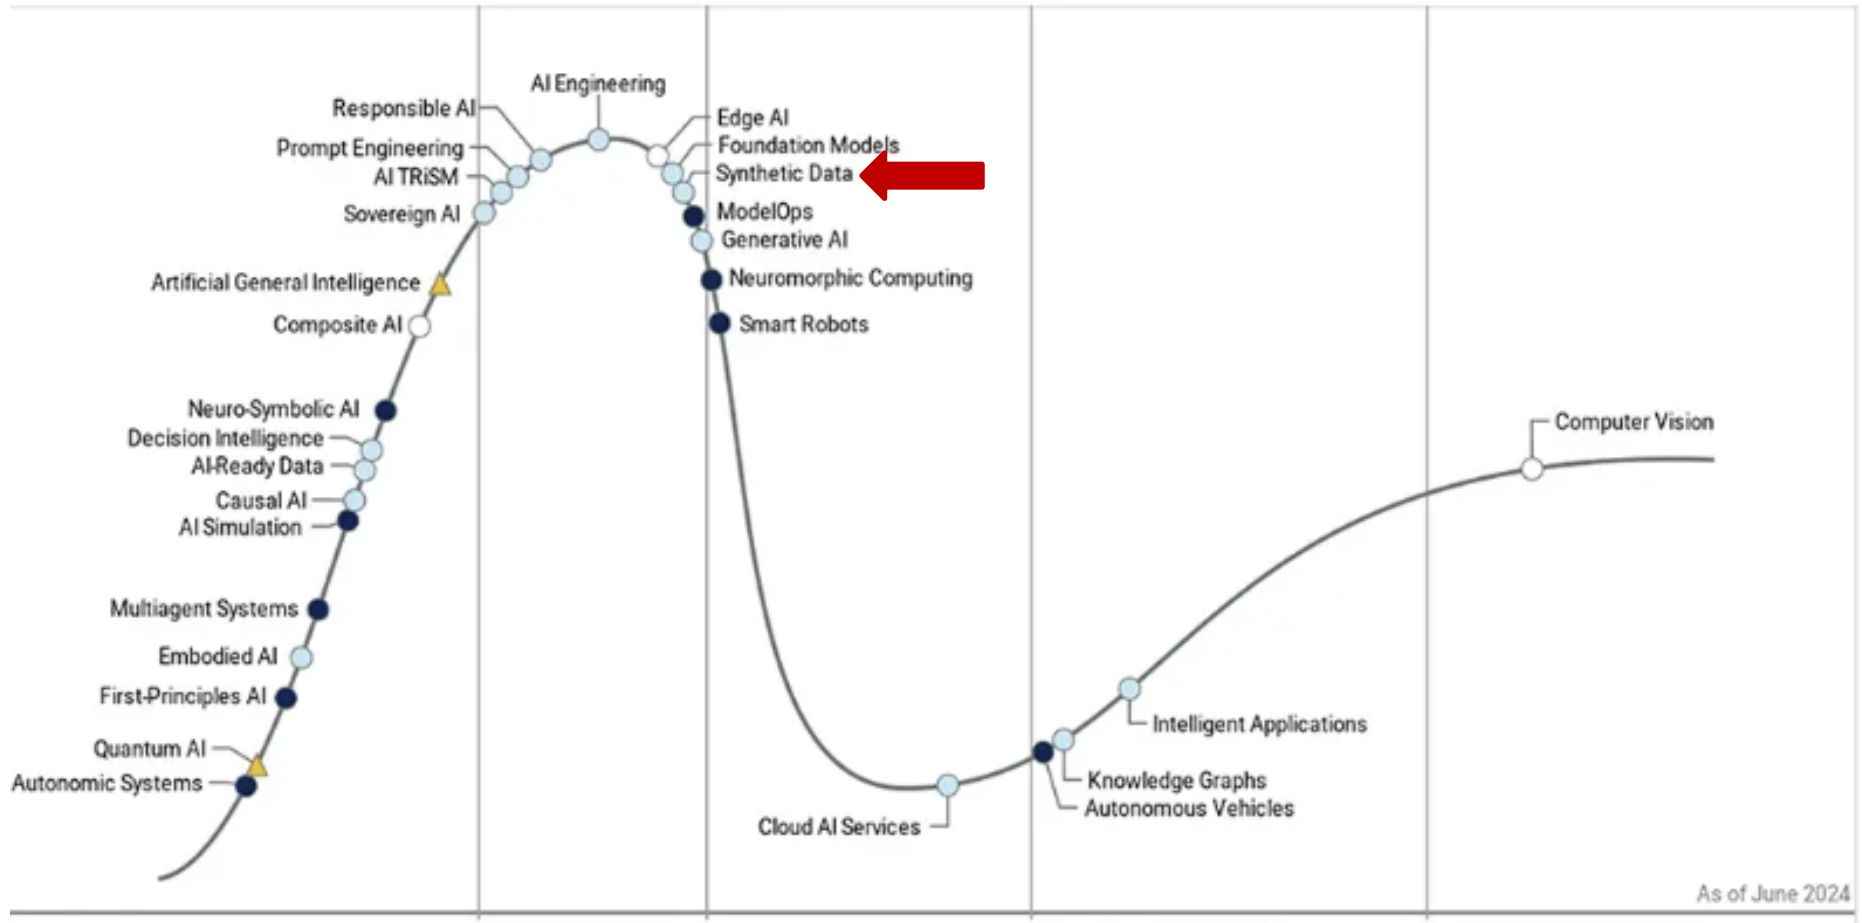 AI Engineering
Responsible AI
Edge AI
Prompt Engineering
Foundation Models
AI TRiSM
Synthetic Data
Sovereign AI
ModelOps
Generative AI
Artificial General Intelligence
Neuromorphic Computing
Composite AI
Smart Robots
Neuro-Symbolic AI
Computer Vision
Decision Intelligence
AI-Ready Data
Causal AI
AI Simulation
Multiagent Systems
Embodied AI
First-Principles AI
Intelligent Applications
Quantum AI
Autonomic Systems
Knowledge Graphs
Autonomous Vehicles
Cloud AI Services
As of June 2024